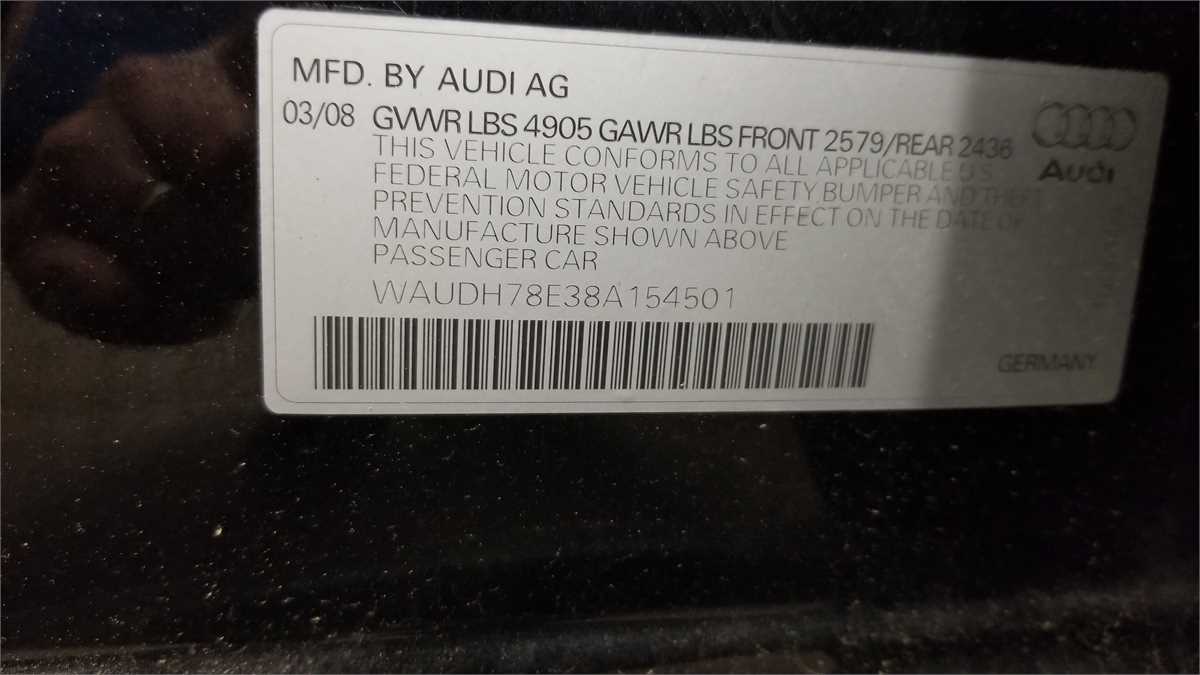 MFD. BY AUDI AG
03/08 GVWR LBS 4905 GAWR LBS FRONT 2579/REAR 2436
THIS VEHICLE CONFORMS TO ALL APPLICABLE U.S.
FEDERAL MOTOR VEHICLE SAFETY BUMPER AND THEFT
PREVENTION STANDARDS IN EFFECT ON THE DATE OF
MANUFACTURE SHOWN ABOVE
PASSENGER CAR
WAUDH78E38A154501
Audi
GERMANY